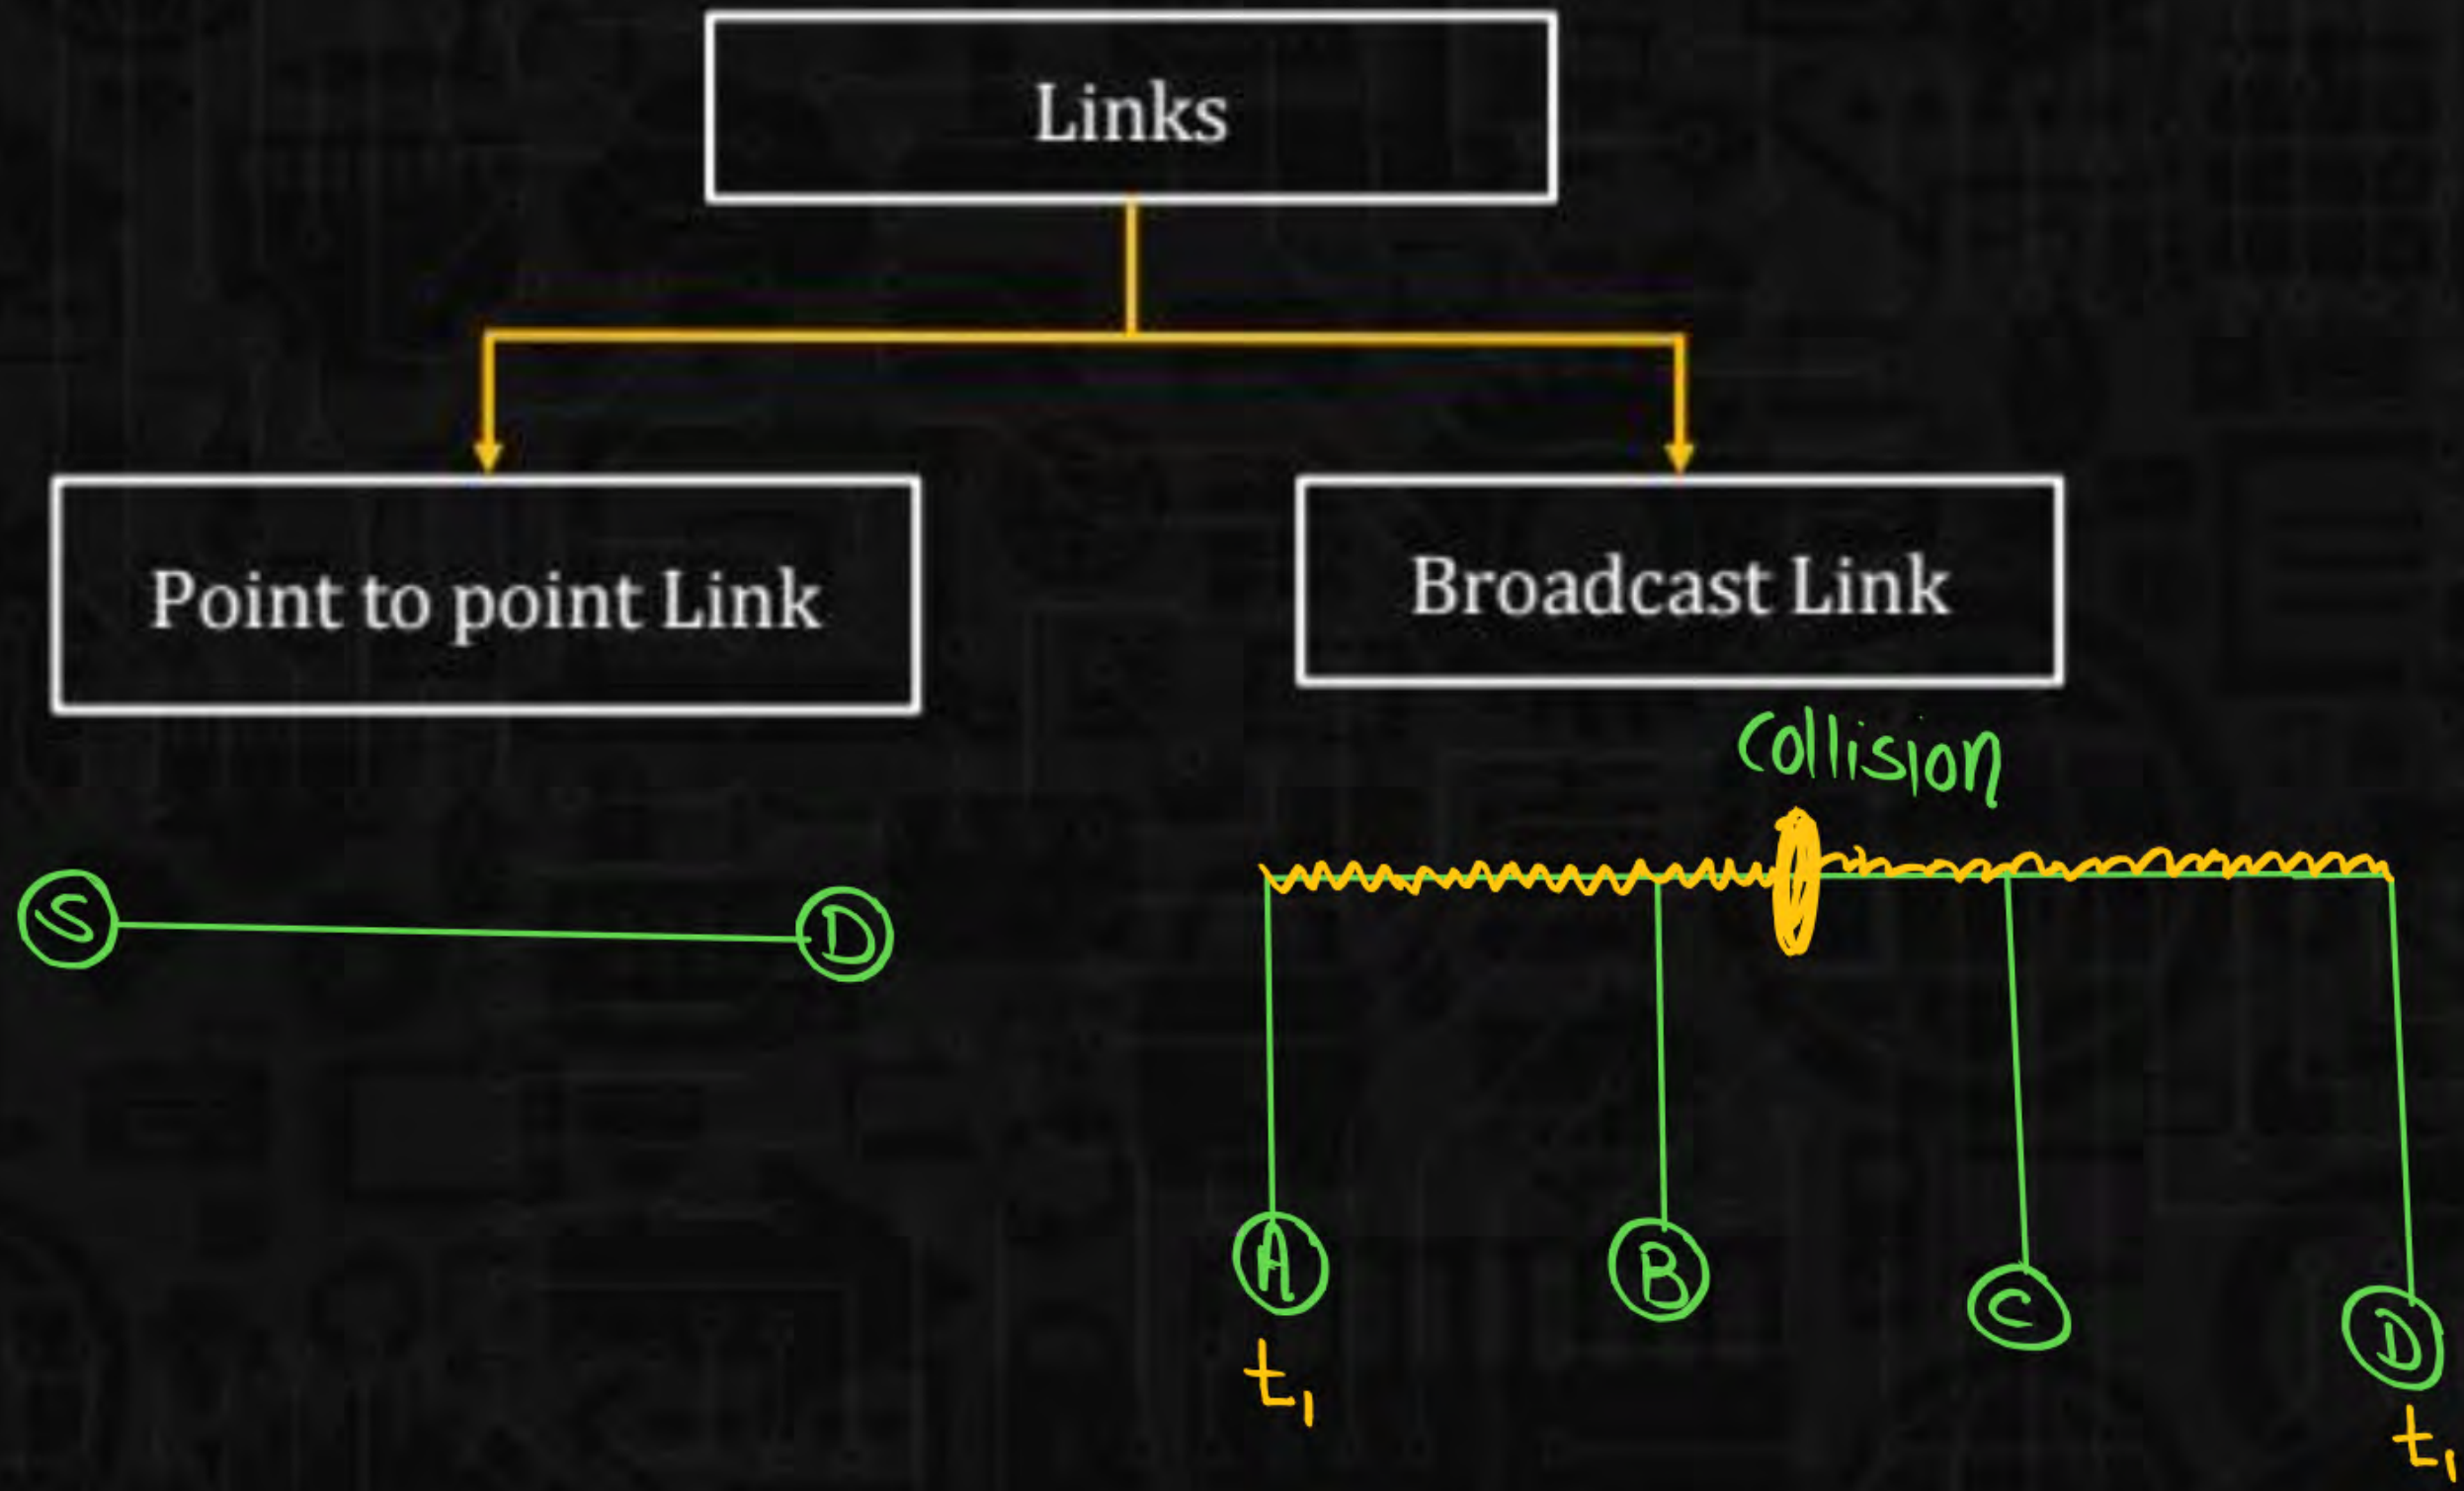 Links
Point to point Link
Broadcast Link
Collision
S
D
A
B
C
D
t₁
t₁